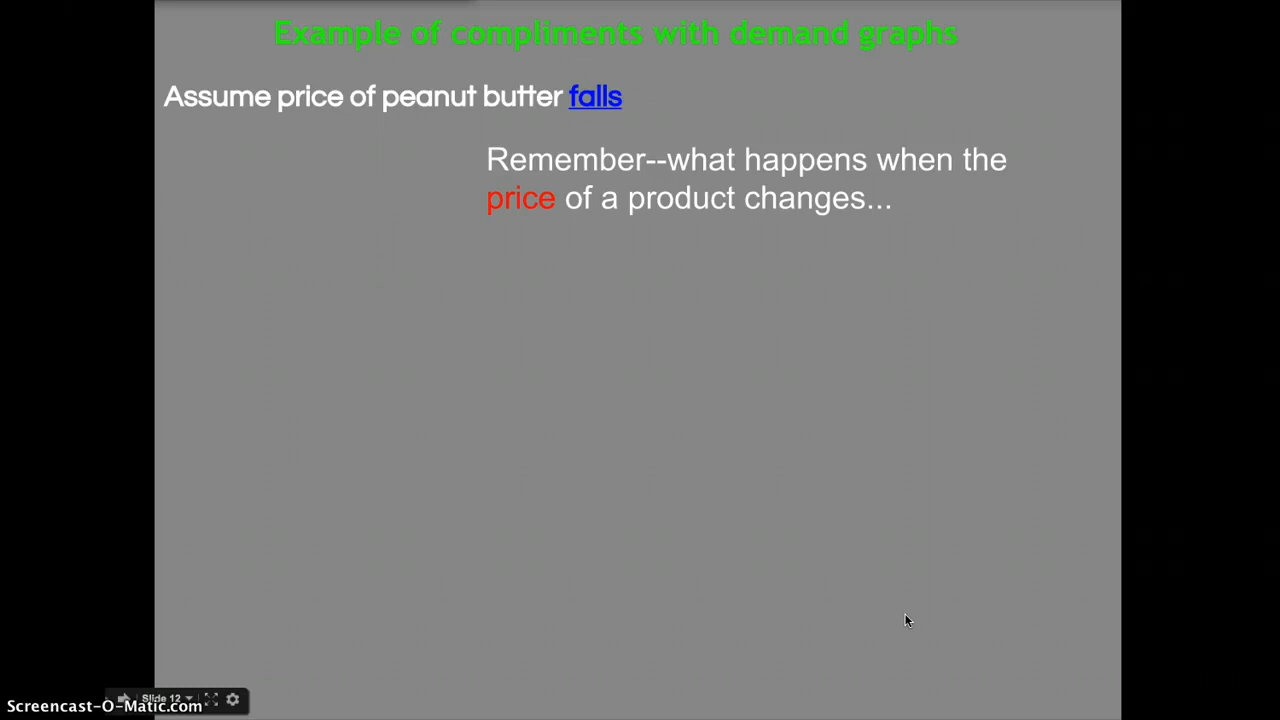 Example of compliments with demand graphs
Assume price of peanut butter falls
Remember--what happens when the
price of a product changes...
Slide 12
Screencast-O-Matic.com